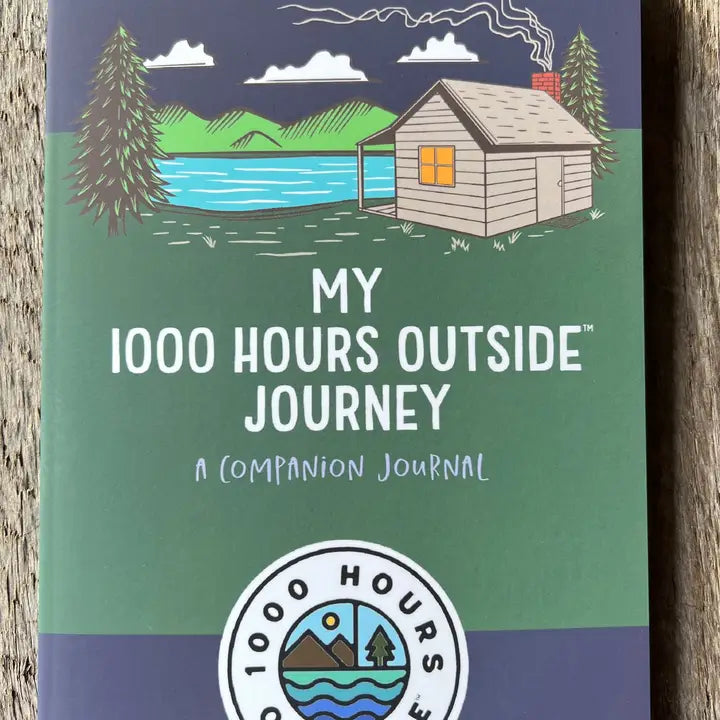 MY
1000 HOURS OUTSIDE™
JOURNEY
A COMPANION JOURNAL
1000 HOURS